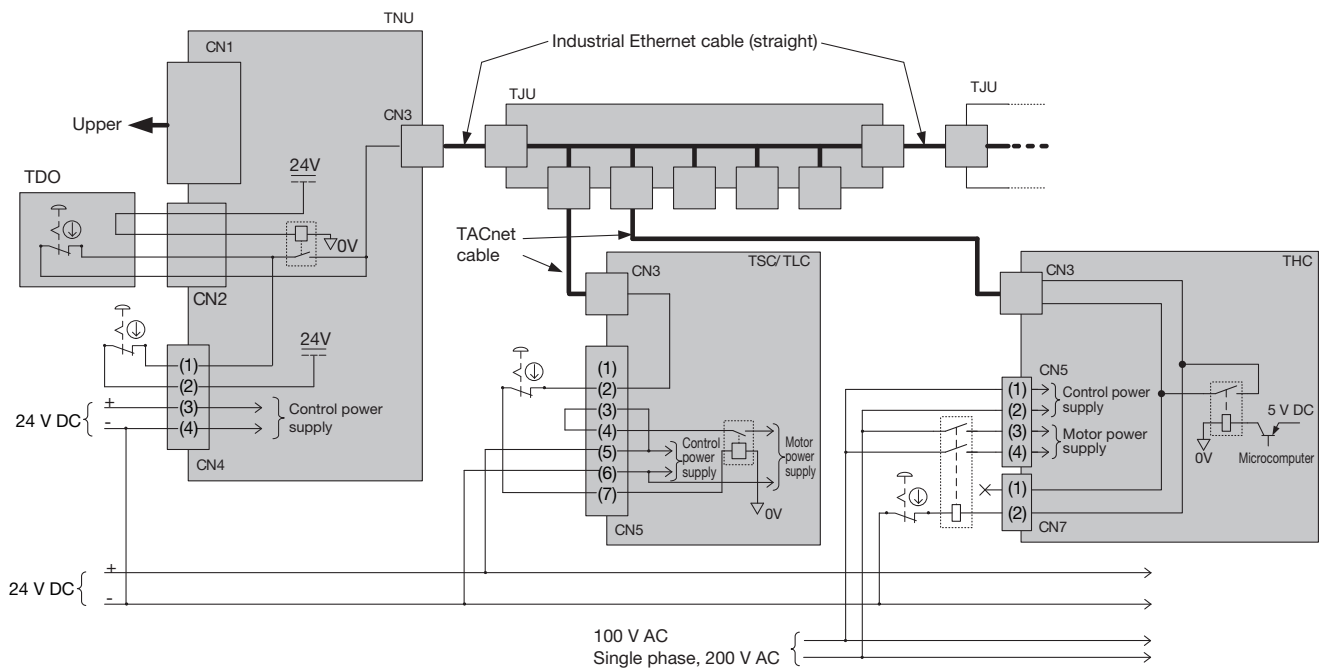 TNU
CN1
Industrial Ethernet cable (straight)
TJU
TJU
CN3
Upper
24V
TDO
0V
CN2
TACnet
cable
CN3
TSC/TLC
CN3
THC
24V
(1)
(2)
(3)
(4)
CN4
24 V DC
+
-
Control power
supply
(1)
(2)
(3)
(4)
(5)
(6)
(7)
CN5
Control
power
supply
Motor
power
supply
0V
CN5
(1)
(2)
(3)
(4)
Control power
supply
Motor power
supply
(1)
(2)
CN7
5 V DC
0V
Microcomputer
24 V DC
+
-
100 V AC
Single phase, 200 V AC